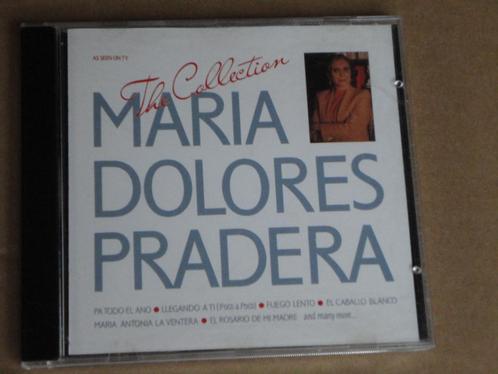 AS SEEN ON TV
The Collection
MARIA
DOLORES
PRADERA
PA TODO EL AÑO ● LLEGANDO A TI (Poco a Poco) ● FUEGO LENTO ● EL CABALLO BLANCO
MARIA ANTONIA LA VENTERA ● EL ROSARIO DE MI MADRE and many more...